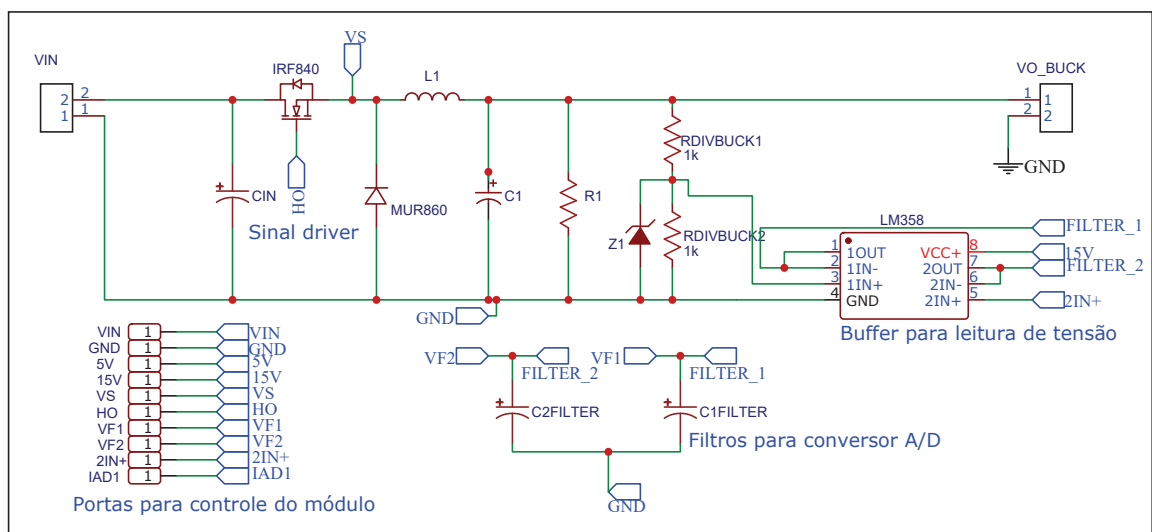 VS
VIN
IRF840
L1
VO_BUCK
2 2
1 1
1 1
2 2
RDIVBUCK1
1k
GND
CIN
HO
Sinal driver
MUR860
C1
R1
Z1
RDIVBUCK2
1k
LM358
FILTER_1
1 1OUT VCC+ 8 15V
2 1IN- 2OUT 7 FILTER_2
3 1IN+ 2IN- 6
4 GND 2IN+ 5 2IN+
Buffer para leitura de tensão
GND
VIN 1 VIN
GND 1 GND
5V 1 5V
15V 1 15V
VS 1 VS
HO 1 HO
VF1 1 VF1
VF2 1 VF2
2IN+ 1 2IN+
IAD1 1 IAD1
Portas para controle do módulo
VF2 FILTER_2
VF1 FILTER_1
C2FILTER
C1FILTER
Filtros para conversor A/D
GND